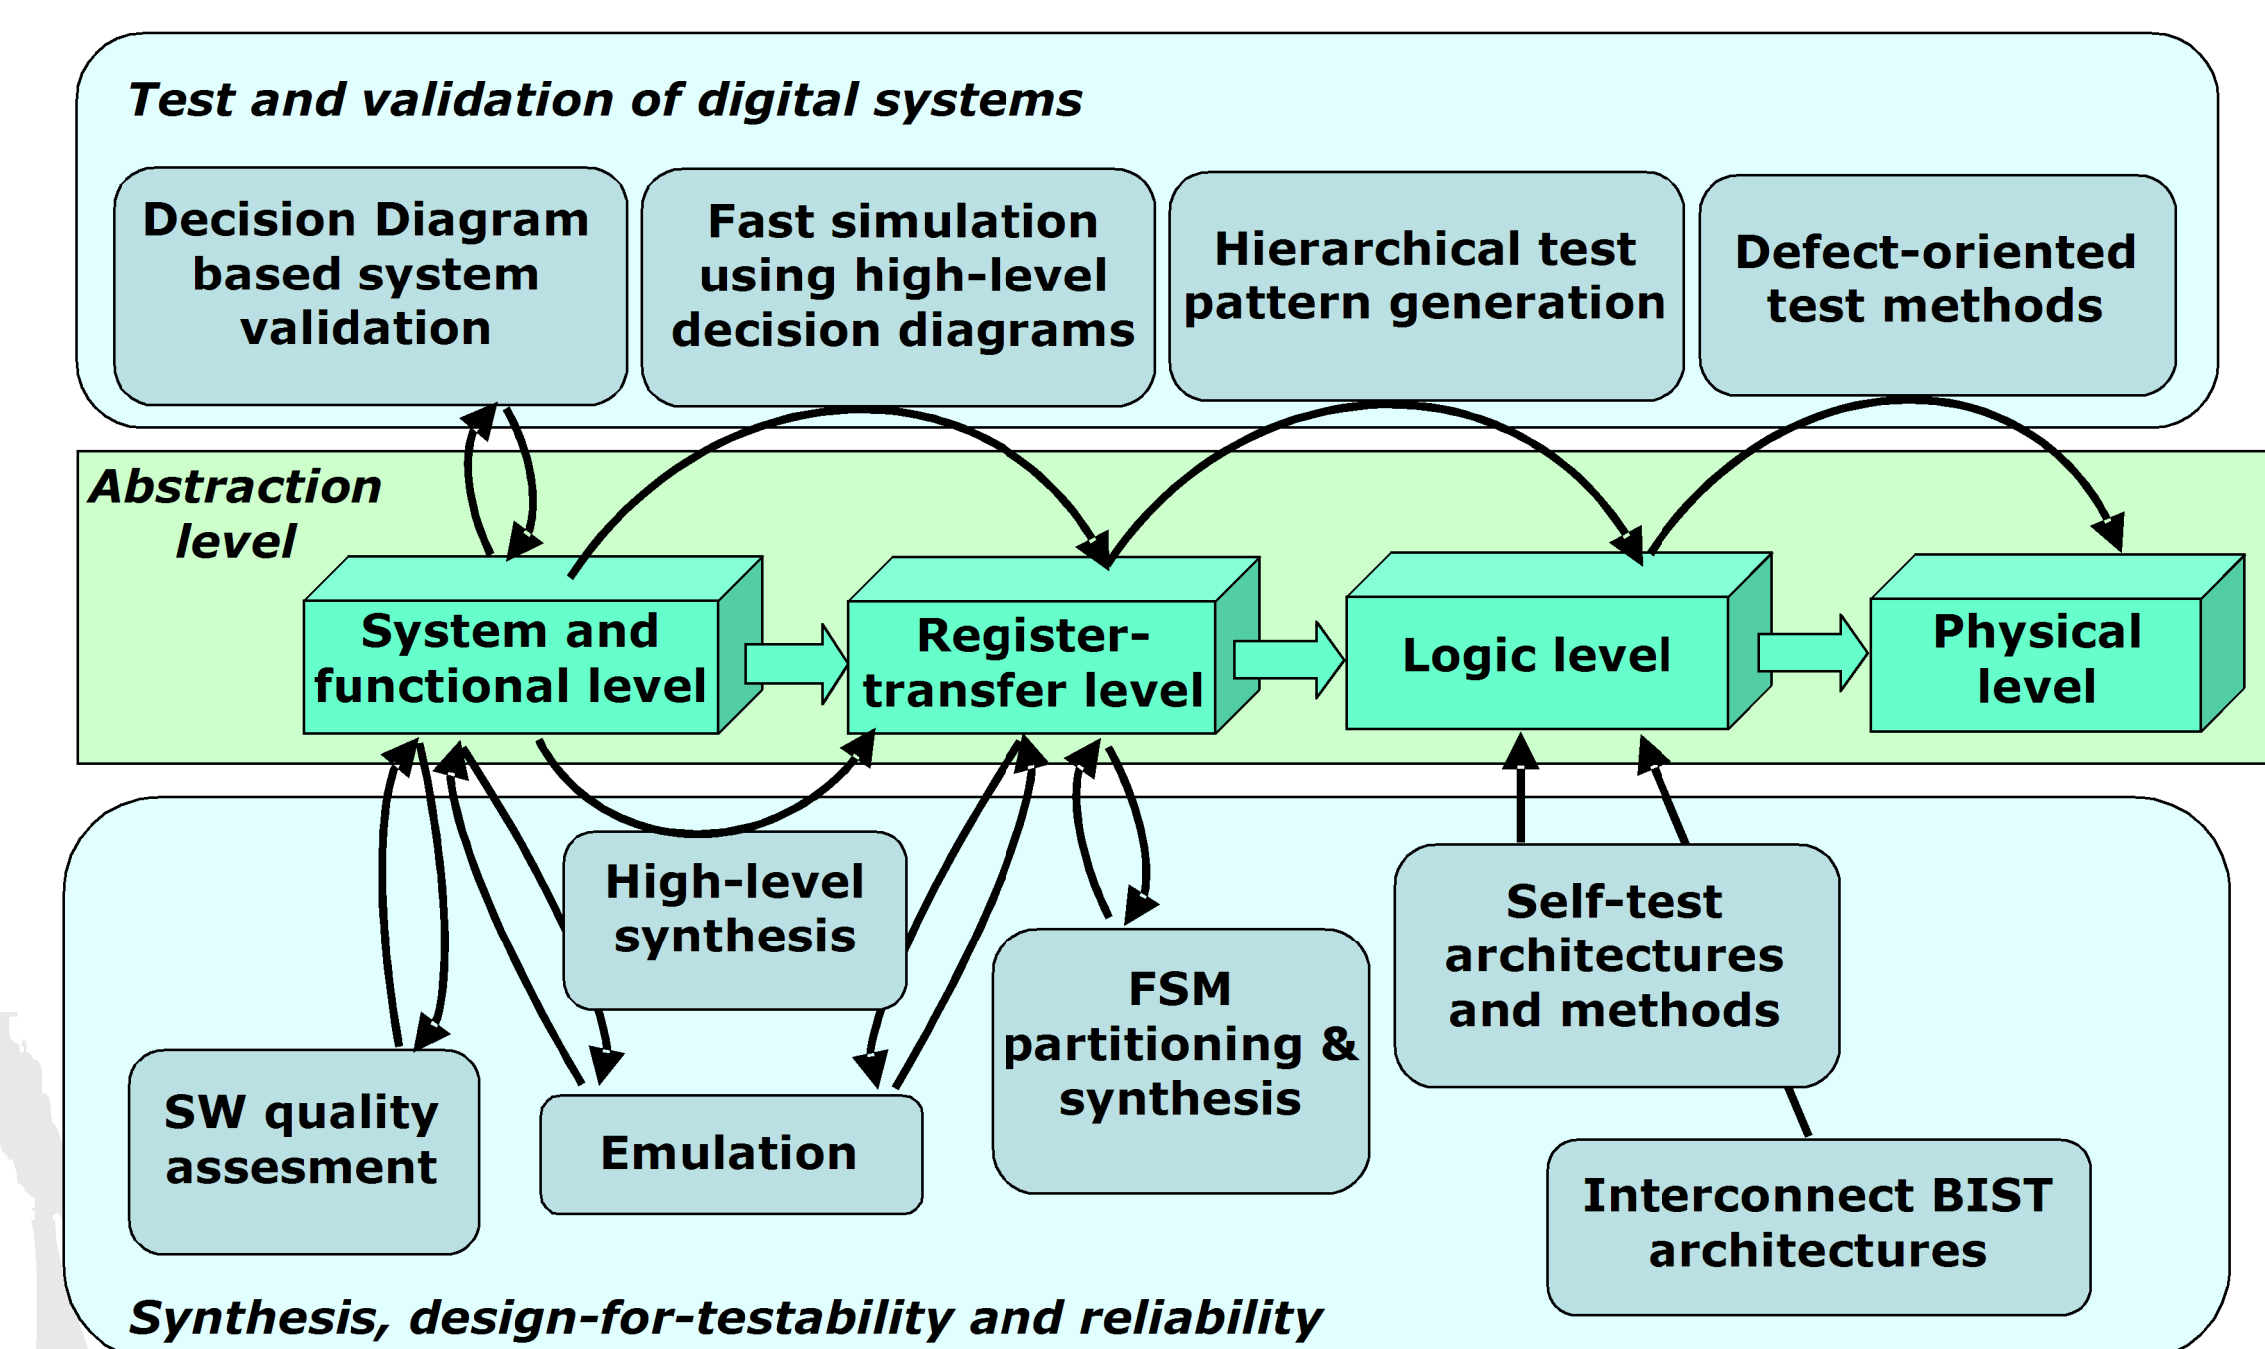 Test and validation of digital systems
Decision Diagram
based system
validation
Fast simulation
using high-level
decision diagrams
Hierarchical test
pattern generation
Defect-oriented
test methods
Abstraction
level
System and
functional level
Register-
transfer level
Logic level
Physical
level
High-level
synthesis
SW quality
assesment
Emulation
FSM
partitioning &
synthesis
Self-test
architectures
and methods
Interconnect BIST
architectures
Synthesis, design-for-testability and reliability